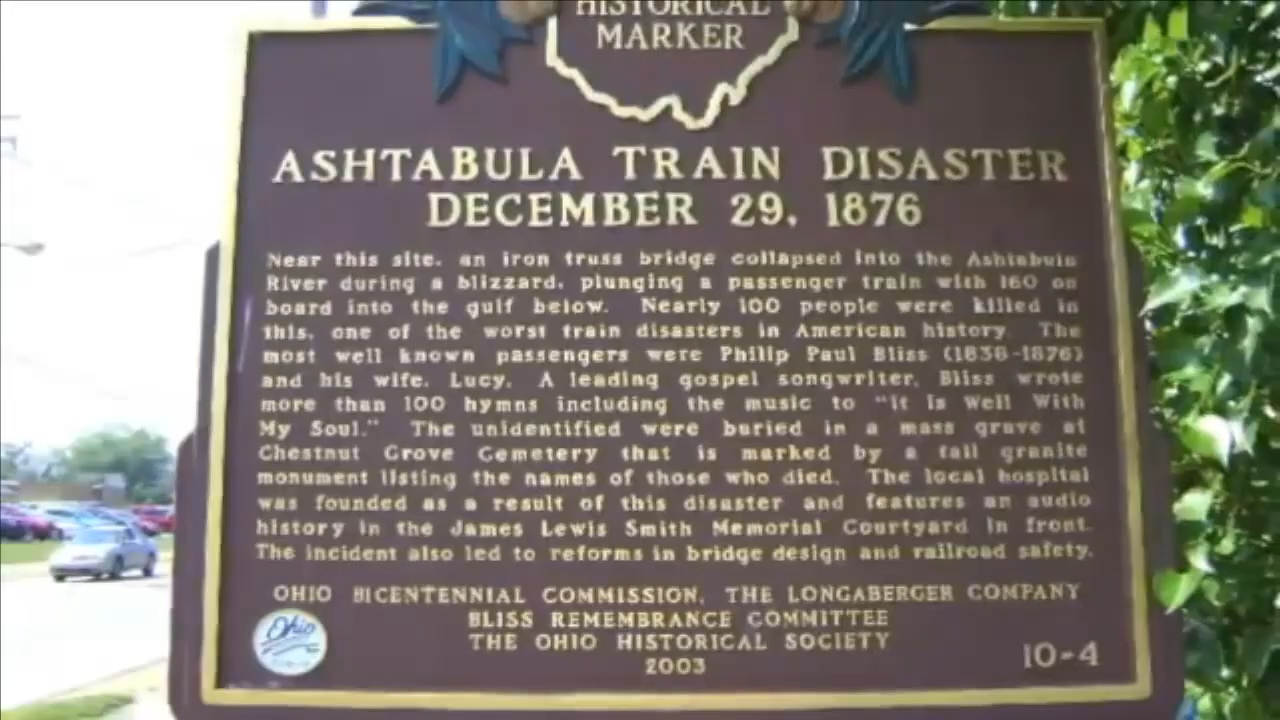 HISTORICAL
MARKER
ASHTABULA TRAIN DISASTER
DECEMBER 29, 1876
Near this site, an iron truss bridge collapsed into the Ashtabula
River during a blizzard, plunging a passenger train with 160 on
board into the gulf below. Nearly 100 people were killed in
this, one of the worst train disasters in American history. The
most well known passengers were Philip Paul Bliss (1838-1876)
and his wife, Lucy. A leading gospel songwriter, Bliss wrote
more than 100 hymns including the music to "It Is Well With
My Soul." The unidentified were buried in a mass grave at
Chestnut Grove Cemetery that is marked by a tall granite
monument listing the names of those who died. The local hospital
was founded as a result of this disaster and features an audio
history in the James Lewis Smith Memorial Courtyard in front.
The incident also led to reforms in bridge design and railroad safety.
OHIO BICENTENNIAL COMMISSION, THE LONGABERGER COMPANY
BLISS REMEMBRANCE COMMITTEE
THE OHIO HISTORICAL SOCIETY
2003
10-4
Ohio